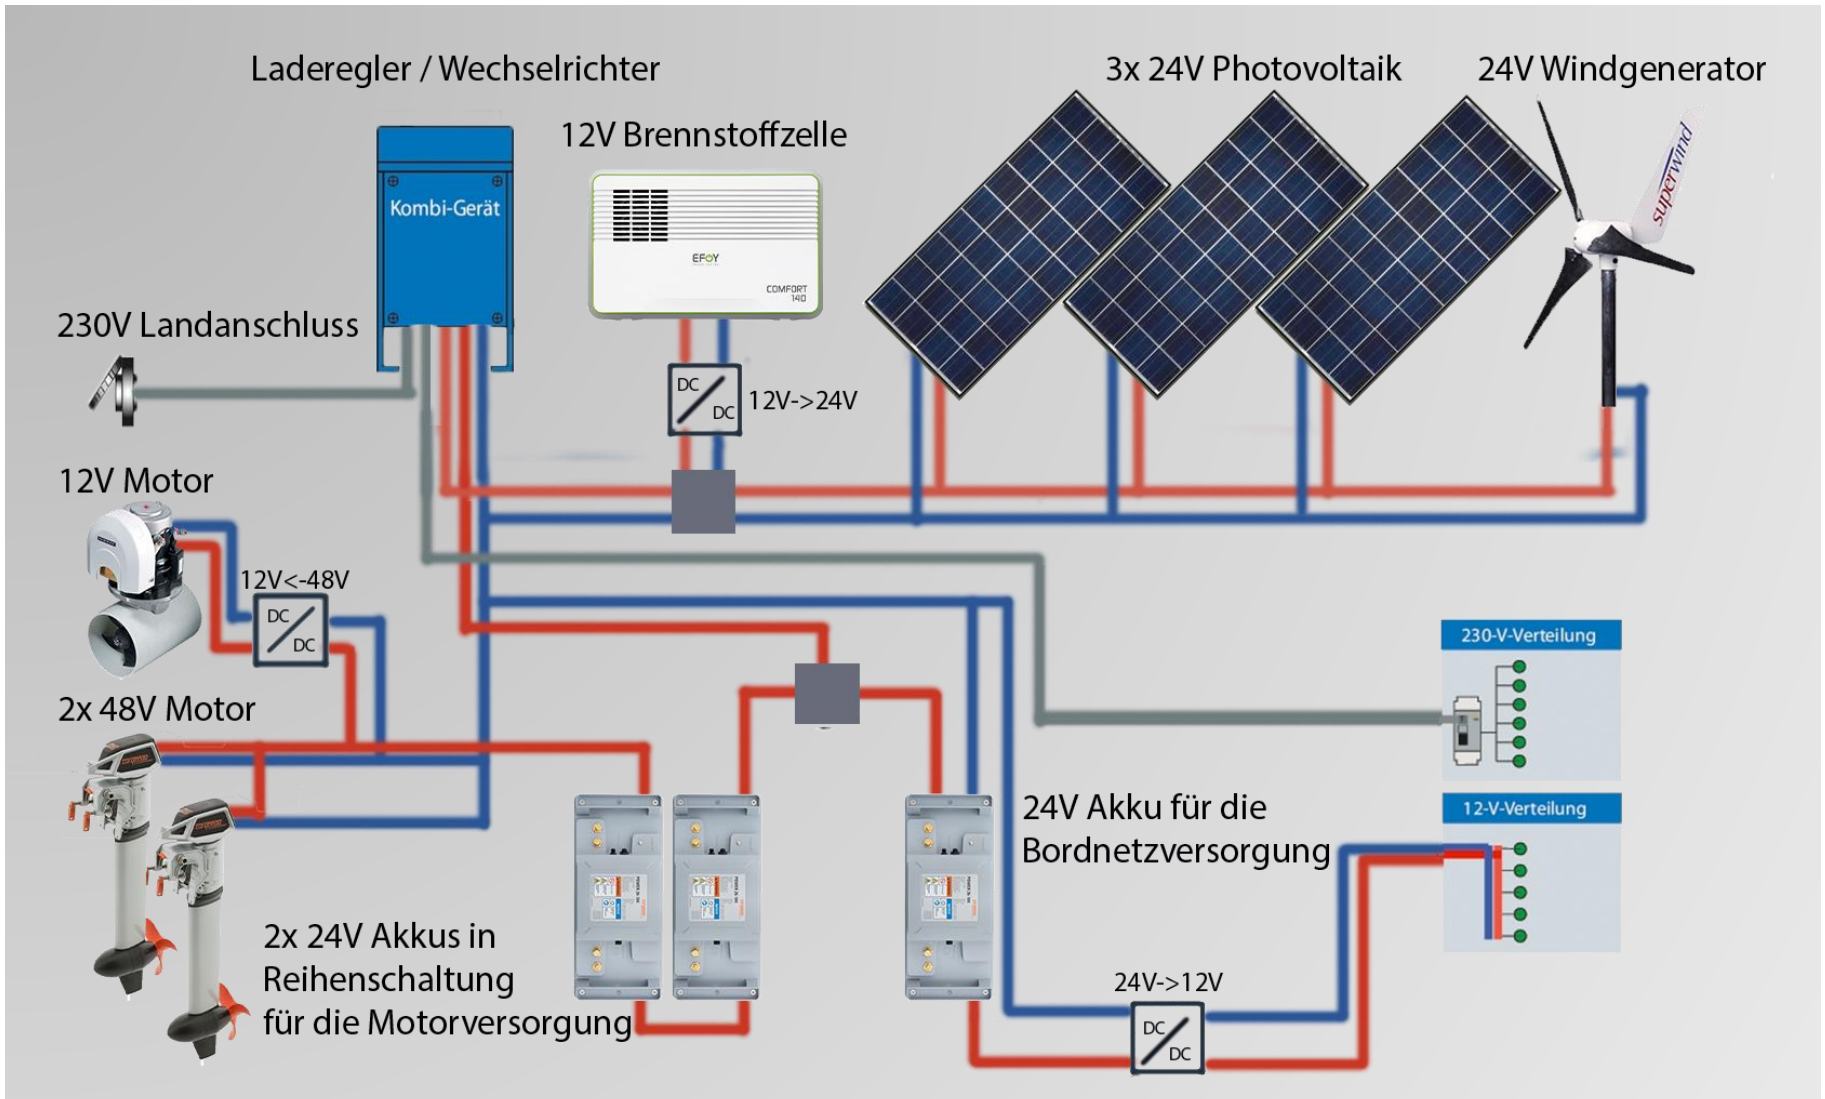 Laderegler / Wechselrichter
3x 24V Photovoltaik
24V Windgenerator
12V Brennstoffzelle
superwind
Kombi-Gerät
EFOY
COMFORT
140
230V Landanschluss
DC
DC
12V->24V
12V Motor
12V<-48V
DC
DC
230-V-Verteilung
2x 48V Motor
24V Akku für die
Bordnetzversorgung
12-V-Verteilung
2x 24V Akkus in
Reihenschaltung
für die Motorversorgung
24V->12V
DC
DC